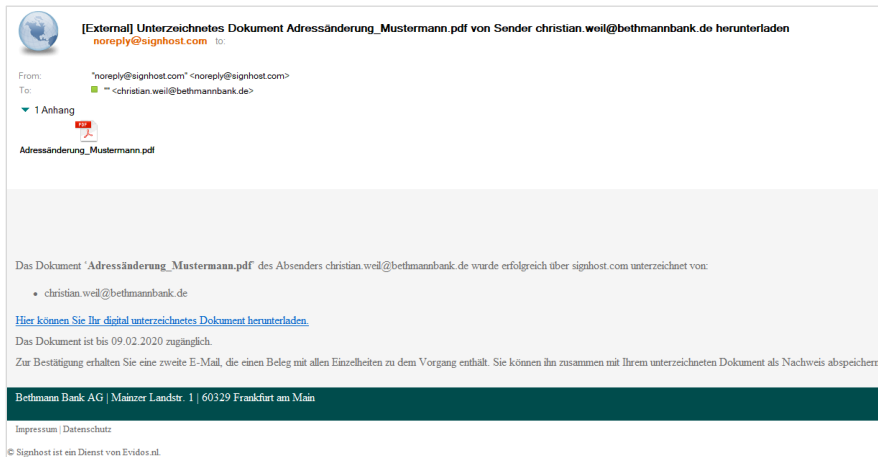 [External] Unterzeichnetes Dokument Adressänderung_Mustermann.pdf von Sender christian.weil@bethmannbank.de herunterladen
noreply@signhost.com to:
From: "noreply@signhost.com" <noreply@signhost.com>
To: "" <christian.weil@bethmannbank.de>
1 Anhang
PDF
Adressänderung_Mustermann.pdf
Das Dokument 'Adressänderung_Mustermann.pdf' des Absenders christian.weil@bethmannbank.de wurde erfolgreich über signhost.com unterzeichnet von:
• christian.weil@bethmannbank.de
Hier können Sie Ihr digital unterzeichnetes Dokument herunterladen.
Das Dokument ist bis 09.02.2020 zugänglich.
Zur Bestätigung erhalten Sie eine zweite E-Mail, die einen Beleg mit allen Einzelheiten zu dem Vorgang enthält. Sie können ihn zusammen mit Ihrem unterzeichneten Dokument als Nachweis abspeichern
Bethmann Bank AG | Mainzer Landstr. 1 | 60329 Frankfurt am Main
Impressum | Datenschutz
© Signhost ist ein Dienst von Evidos.nl.